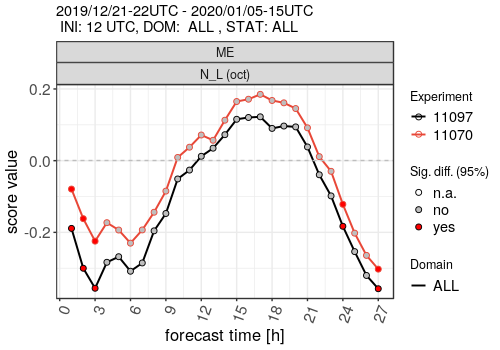 2019/12/21-22UTC - 2020/01/05-15UTC
INI: 12 UTC, DOM:  ALL , STAT: ALL
ME
N_L (oct)
0.2
0.0
-0.2
score value
0 3 6 9 12 15 18 21 24 27
forecast time [h]
Experiment
11097
11070
Sig. diff. (95%)
n.a.
no
yes
Domain
ALL